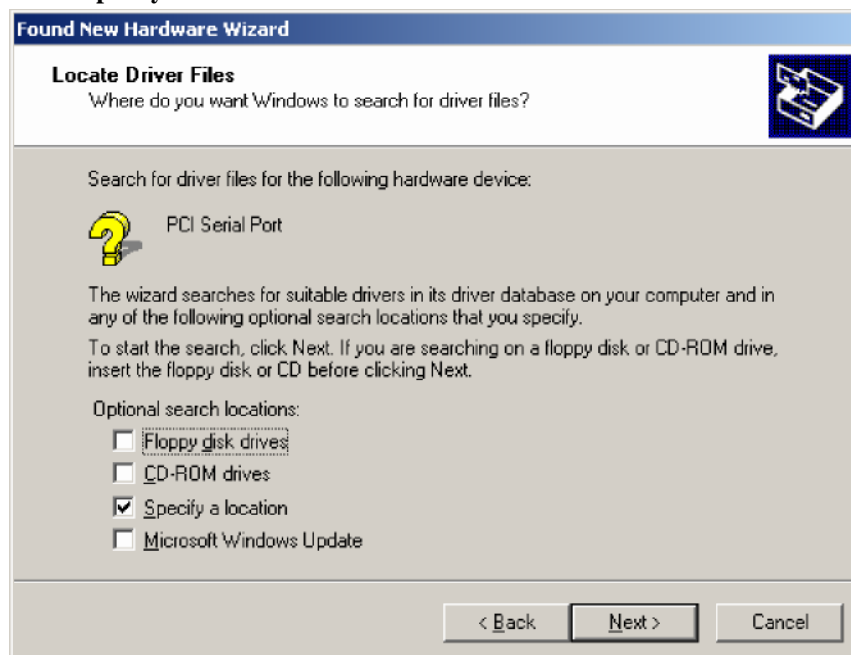 Found New Hardware Wizard
Locate Driver Files
Where do you want Windows to search for driver files?
Search for driver files for the following hardware device:
PCI Serial Port
The wizard searches for suitable drivers in its driver database on your computer and in
any of the following optional search locations that you specify.
To start the search, click Next. If you are searching on a floppy disk or CD-ROM drive,
insert the floppy disk or CD before clicking Next.
Optional search locations:
Floppy disk drives
CD-ROM drives
Specify a location
Microsoft Windows Update
< Back Next > Cancel